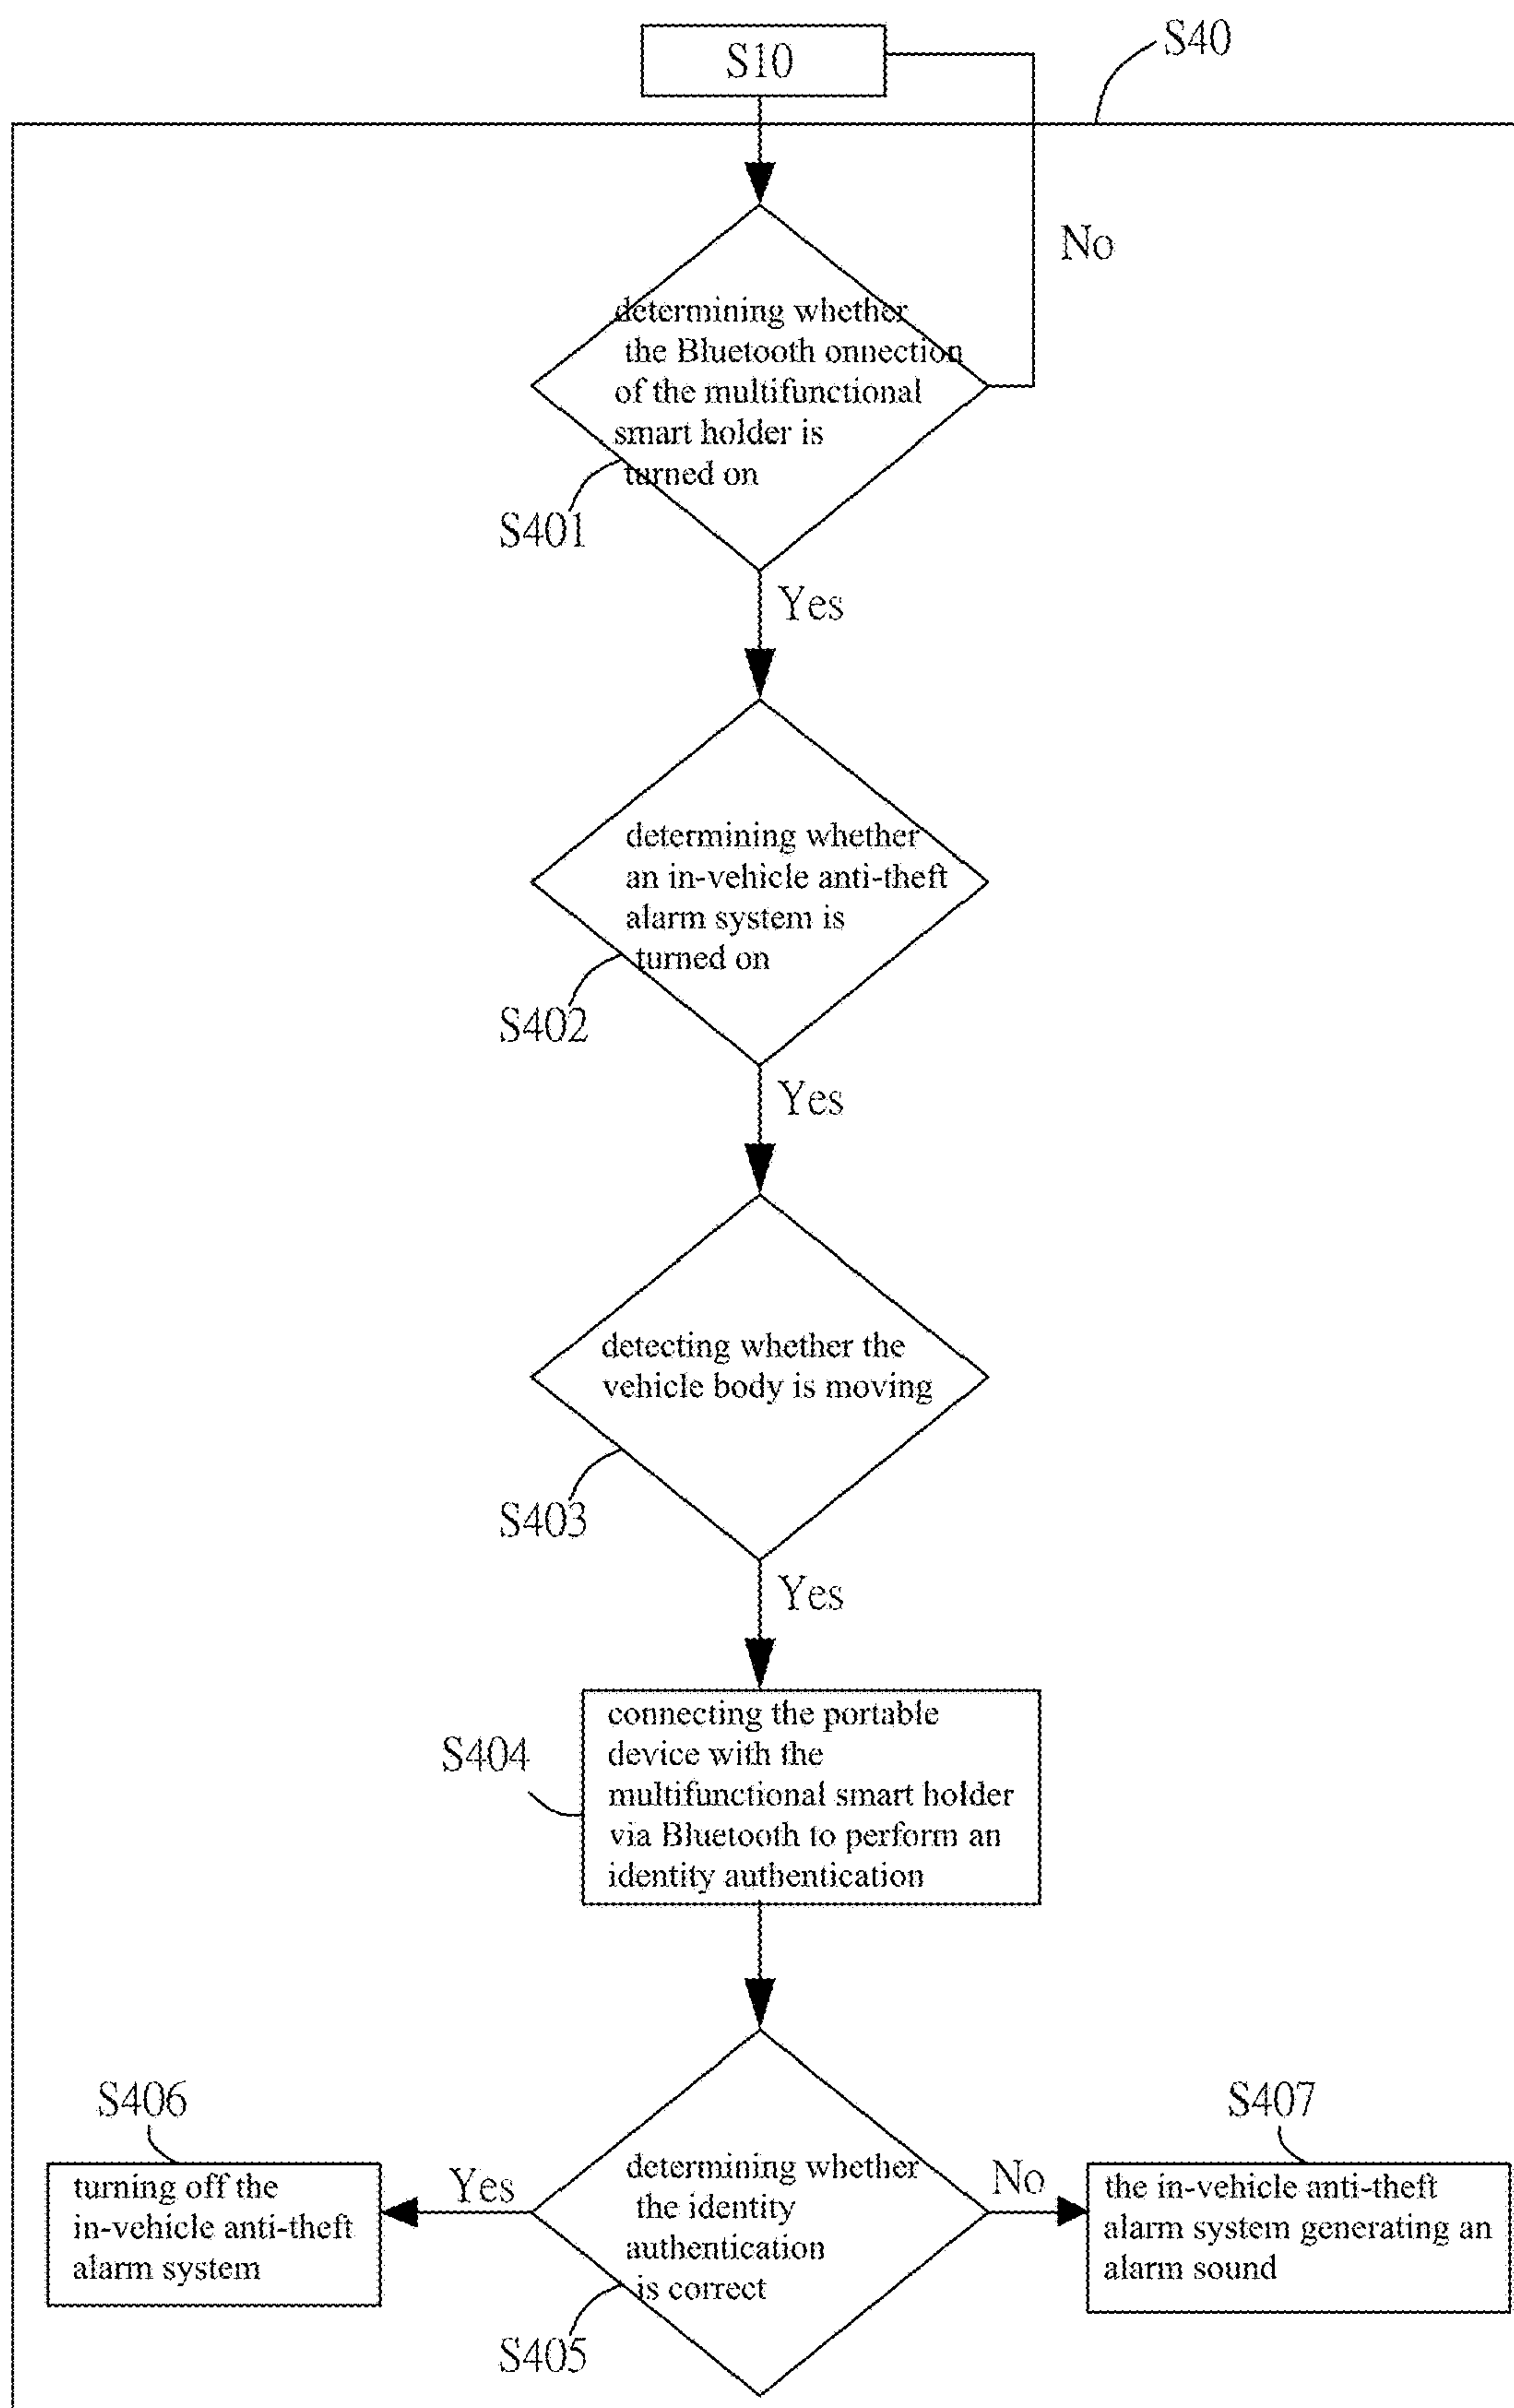 S10
S40
No
determining whether
the Bluetooth onnection
of the multifunctional
smart holder is
turned on
S401
Yes
determining whether
an in-vehicle anti-theft
alarm system is
turned on
S402
Yes
detecting whether the
vehicle body is moving
S403
Yes
connecting the portable
device with the
multifunctional smart holder
via Bluetooth to perform an
identity authentication
S404
S406
turning off the
in-vehicle anti-theft
alarm system
Yes
determining whether
the identity
authentication
is correct
S405
No
S407
the in-vehicle anti-theft
alarm system generating an
alarm sound